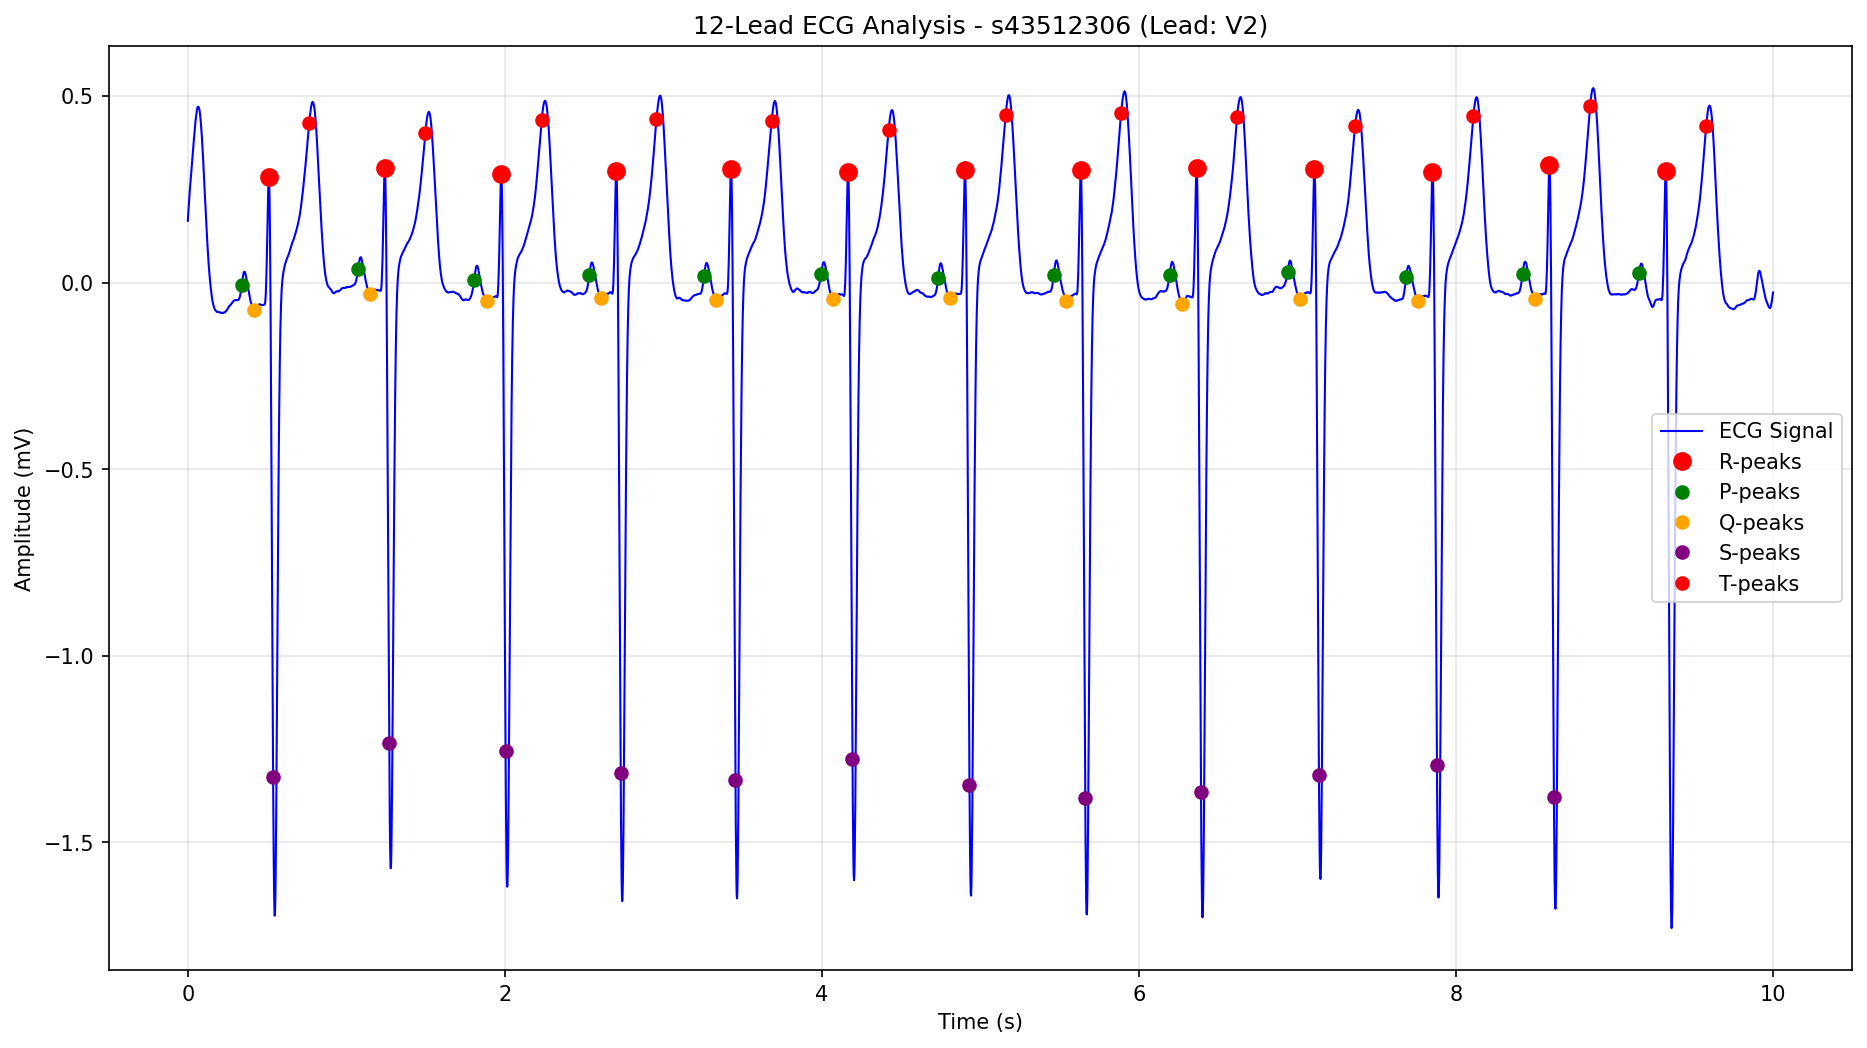 12-Lead ECG Analysis - s43512306 (Lead: V2)
Amplitude (mV)
0.5
0.0
−0.5
−1.0
−1.5
ECG Signal
R-peaks
P-peaks
Q-peaks
S-peaks
T-peaks
0 2 4 6 8 10
Time (s)